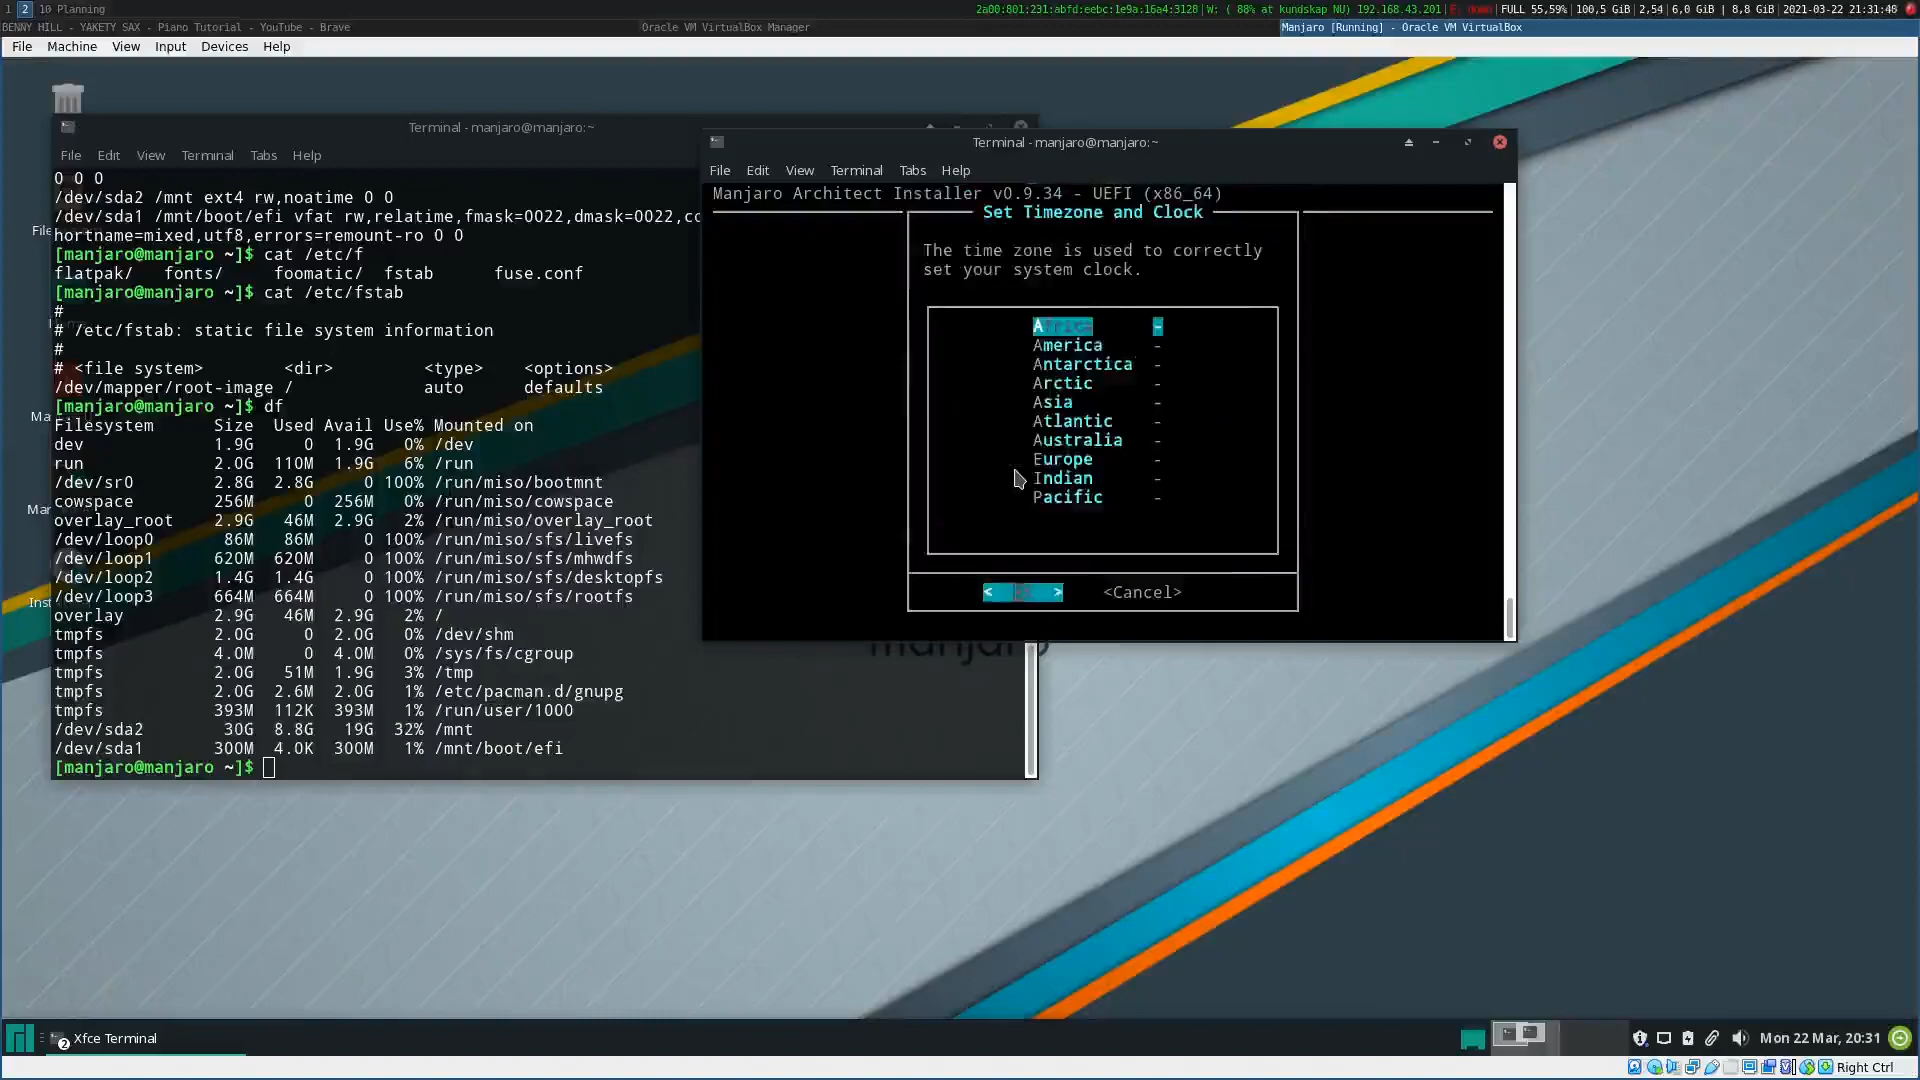 1 2 10 Planning
2a00:801:231:abfd:eebc:1e9a:16a4:3128 | W: ( 88% at kundskap NU) 192.168.43.201 | E: down | FULL 55,59% | 100,5 GiB | 2,54 | 6,0 GiB | 8,8 GiB | 2021-03-22 21:31:46
BENNY HILL - YAKETY SAX - Piano Tutorial - YouTube - Brave
Oracle VM VirtualBox Manager
Manjaro [Running] - Oracle VM VirtualBox
File Machine View Input Devices Help
Terminal - manjaro@manjaro:~
File Edit View Terminal Tabs Help
0 0 0
/dev/sda2 /mnt ext4 rw,noatime 0 0
/dev/sda1 /mnt/boot/efi vfat rw,relatime,fmask=0022,dmask=0022,co
hortname=mixed,utf8,errors=remount-ro 0 0
[manjaro@manjaro ~]$ cat /etc/f
flatpak/ fonts/ foomatic/ fstab fuse.conf
[manjaro@manjaro ~]$ cat /etc/fstab
#
# /etc/fstab: static file system information
#
# <file system> <dir> <type> <options>
/dev/mapper/root-image / auto defaults
[manjaro@manjaro ~]$ df
Filesystem Size Used Avail Use% Mounted on
dev 1.9G 0 1.9G 0% /dev
run 2.0G 110M 1.9G 6% /run
/dev/sr0 2.8G 2.8G 0 100% /run/miso/bootmnt
cowspace 256M 0 256M 0% /run/miso/cowspace
overlay_root 2.9G 46M 2.9G 2% /run/miso/overlay_root
/dev/loop0 86M 86M 0 100% /run/miso/sfs/livefs
/dev/loop1 620M 620M 0 100% /run/miso/sfs/mhwdfs
/dev/loop2 1.4G 1.4G 0 100% /run/miso/sfs/desktopfs
/dev/loop3 664M 664M 0 100% /run/miso/sfs/rootfs
overlay 2.9G 46M 2.9G 2% /
tmpfs 2.0G 0 2.0G 0% /dev/shm
tmpfs 4.0M 0 4.0M 0% /sys/fs/cgroup
tmpfs 2.0G 51M 1.9G 3% /tmp
tmpfs 2.0G 2.6M 2.0G 1% /etc/pacman.d/gnupg
tmpfs 393M 112K 393M 1% /run/user/1000
/dev/sda2 30G 8.8G 19G 32% /mnt
/dev/sda1 300M 4.0K 300M 1% /mnt/boot/efi
[manjaro@manjaro ~]$
Terminal - manjaro@manjaro:~
File Edit View Terminal Tabs Help
Manjaro Architect Installer v0.9.34 - UEFI (x86_64)
Set Timezone and Clock
The time zone is used to correctly
set your system clock.
Africa -
America -
Antarctica -
Arctic -
Asia -
Atlantic -
Australia -
Europe -
Indian -
Pacific -
< > <Cancel>
manjaro
2 Xfce Terminal
Mon 22 Mar, 20:31
Right Ctrl